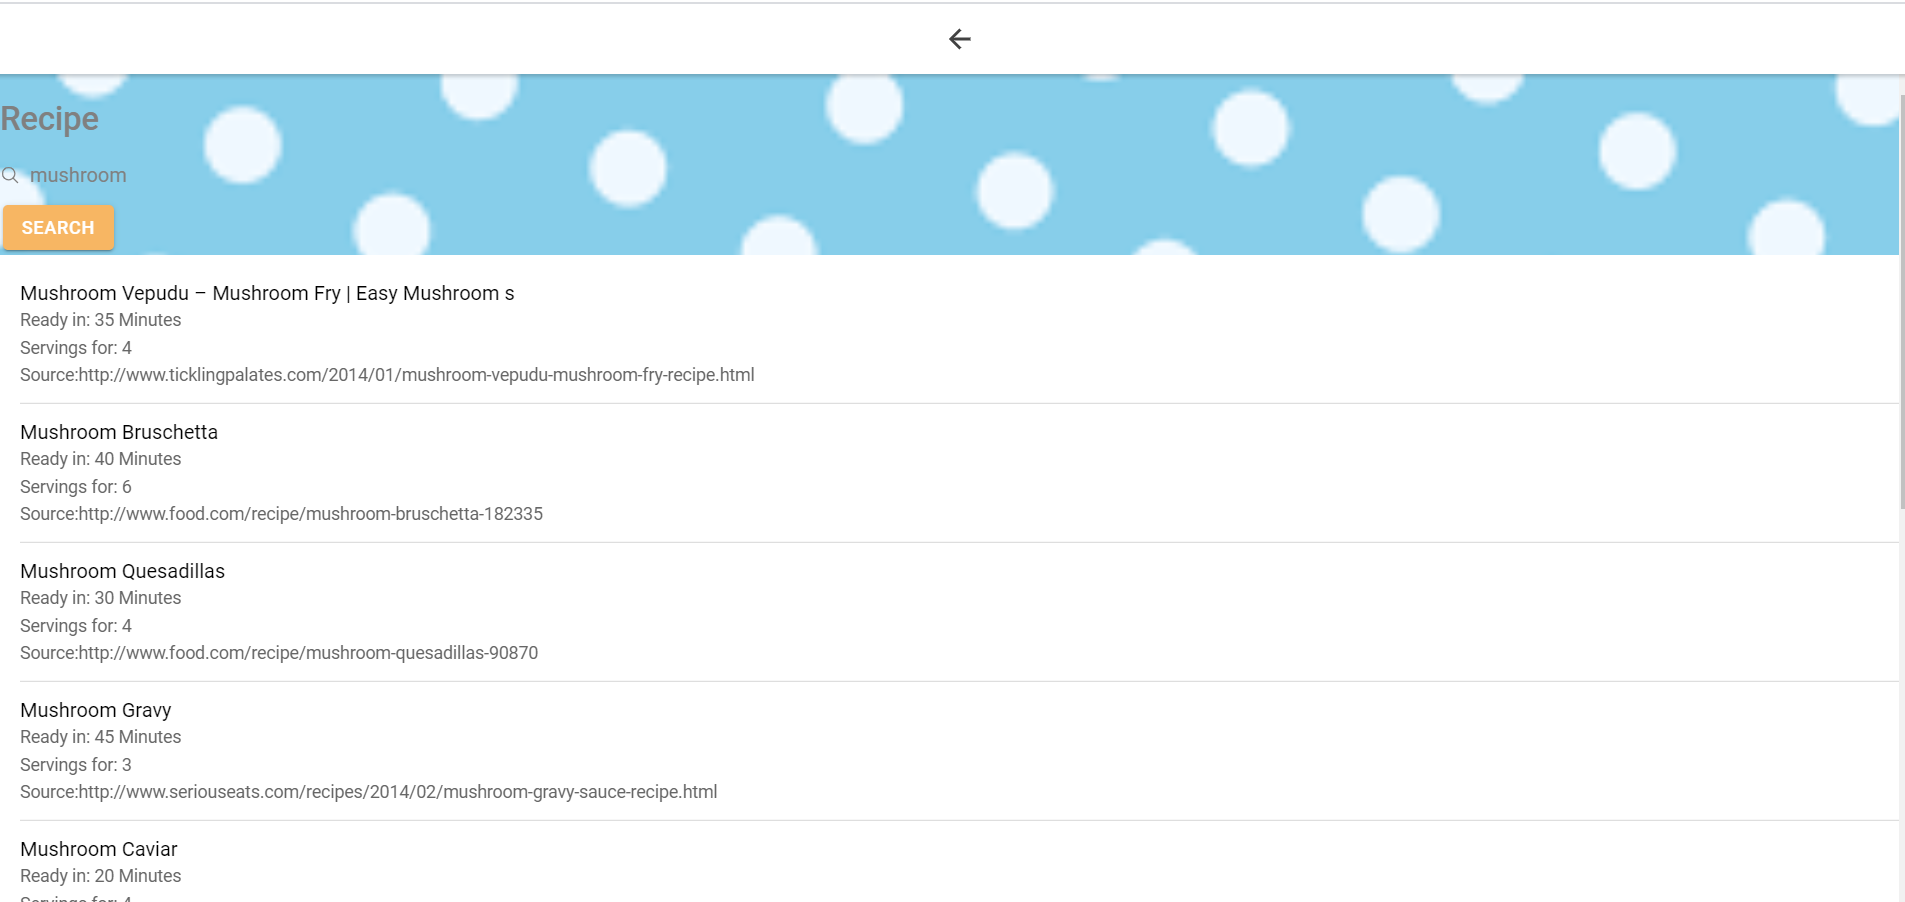 Recipe
mushroom
SEARCH
Mushroom Vepudu – Mushroom Fry | Easy Mushroom s
Ready in: 35 Minutes
Servings for: 4
Source:http://www.ticklingpalates.com/2014/01/mushroom-vepudu-mushroom-fry-recipe.html
Mushroom Bruschetta
Ready in: 40 Minutes
Servings for: 6
Source:http://www.food.com/recipe/mushroom-bruschetta-182335
Mushroom Quesadillas
Ready in: 30 Minutes
Servings for: 4
Source:http://www.food.com/recipe/mushroom-quesadillas-90870
Mushroom Gravy
Ready in: 45 Minutes
Servings for: 3
Source:http://www.seriouseats.com/recipes/2014/02/mushroom-gravy-sauce-recipe.html
Mushroom Caviar
Ready in: 20 Minutes
Servings for: 4